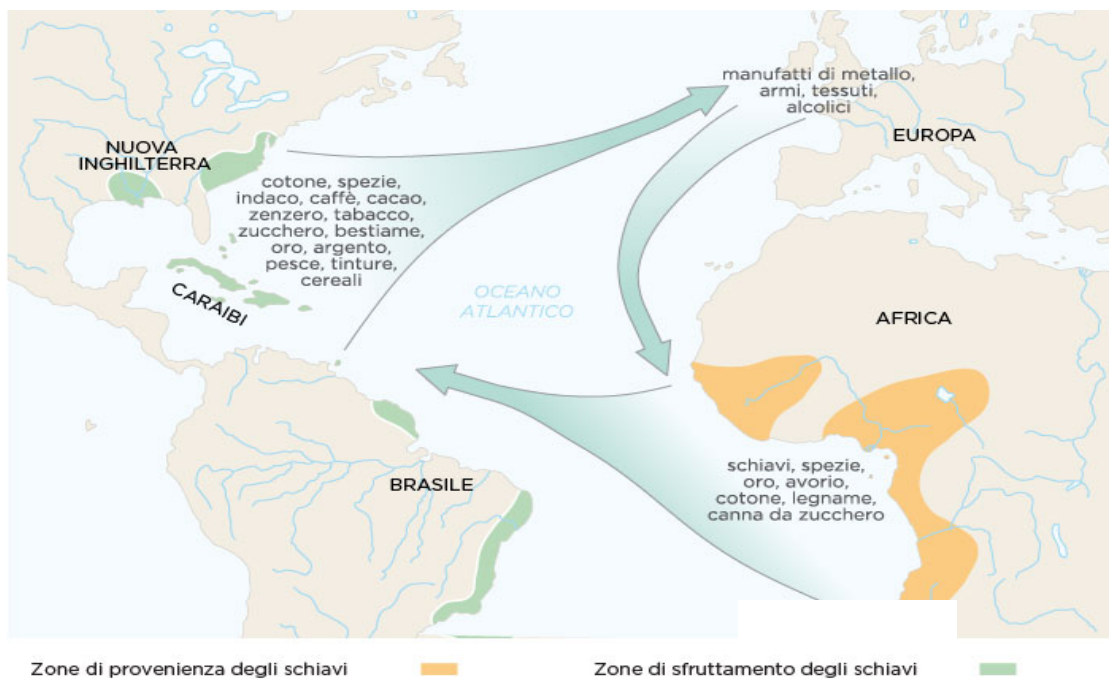 manufatti di metallo,
armi, tessuti,
alcolici
EUROPA
NUOVA
INGHILTERRA
cotone, spezie,
indaco, caffè, cacao,
zenzero, tabacco,
zucchero, bestiame,
oro, argento,
pesce, tinture,
cereali
CARAIBI
OCEANO
ATLANTICO
AFRICA
BRASILE
schiavi, spezie,
oro, avorio,
cotone, legname,
canna da zucchero
Zone di provenienza degli schiavi
Zone di sfruttamento degli schiavi